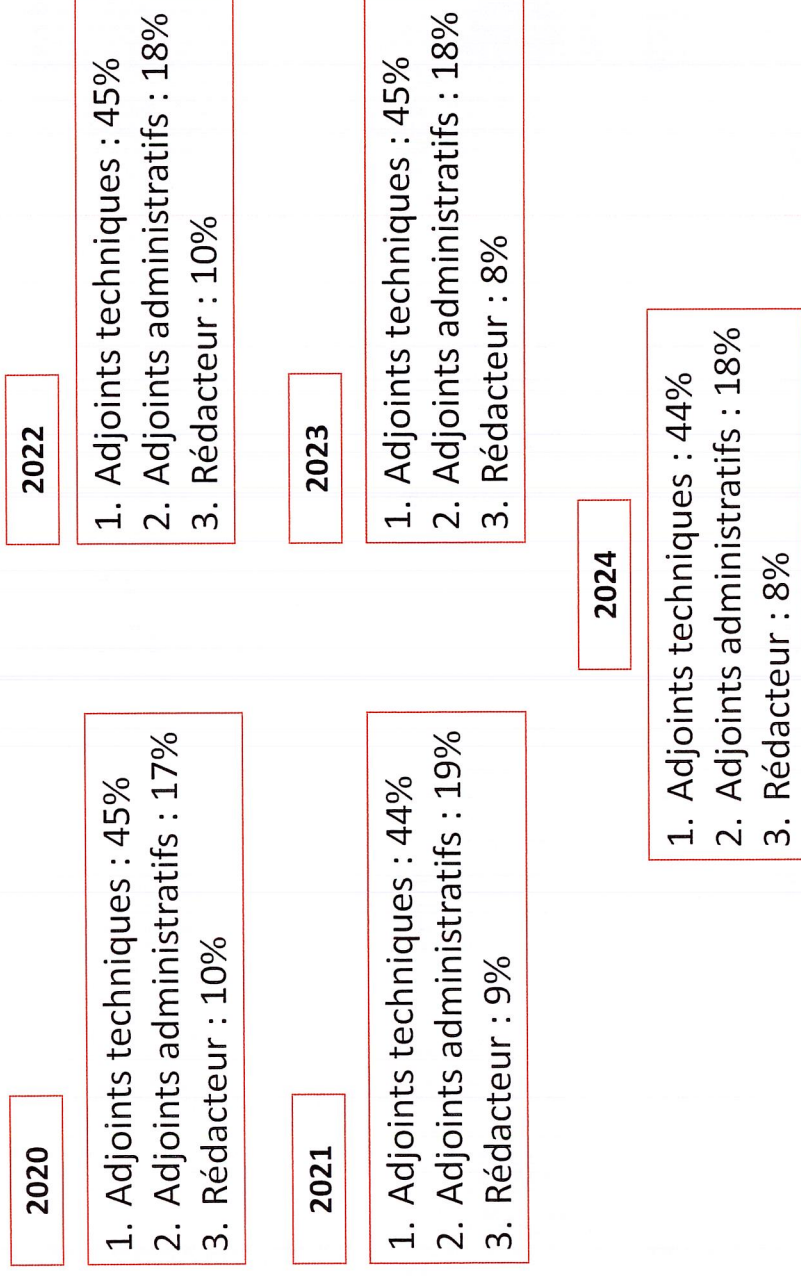 2020
1. Adjoints techniques : 45%
2. Adjoints administratifs : 17%
3. Rédacteur : 10%
2021
1. Adjoints techniques : 44%
2. Adjoints administratifs : 19%
3. Rédacteur : 9%
2022
1. Adjoints techniques : 45%
2. Adjoints administratifs : 18%
3. Rédacteur : 10%
2023
1. Adjoints techniques : 45%
2. Adjoints administratifs : 18%
3. Rédacteur : 8%
2024
1. Adjoints techniques : 44%
2. Adjoints administratifs : 18%
3. Rédacteur : 8%